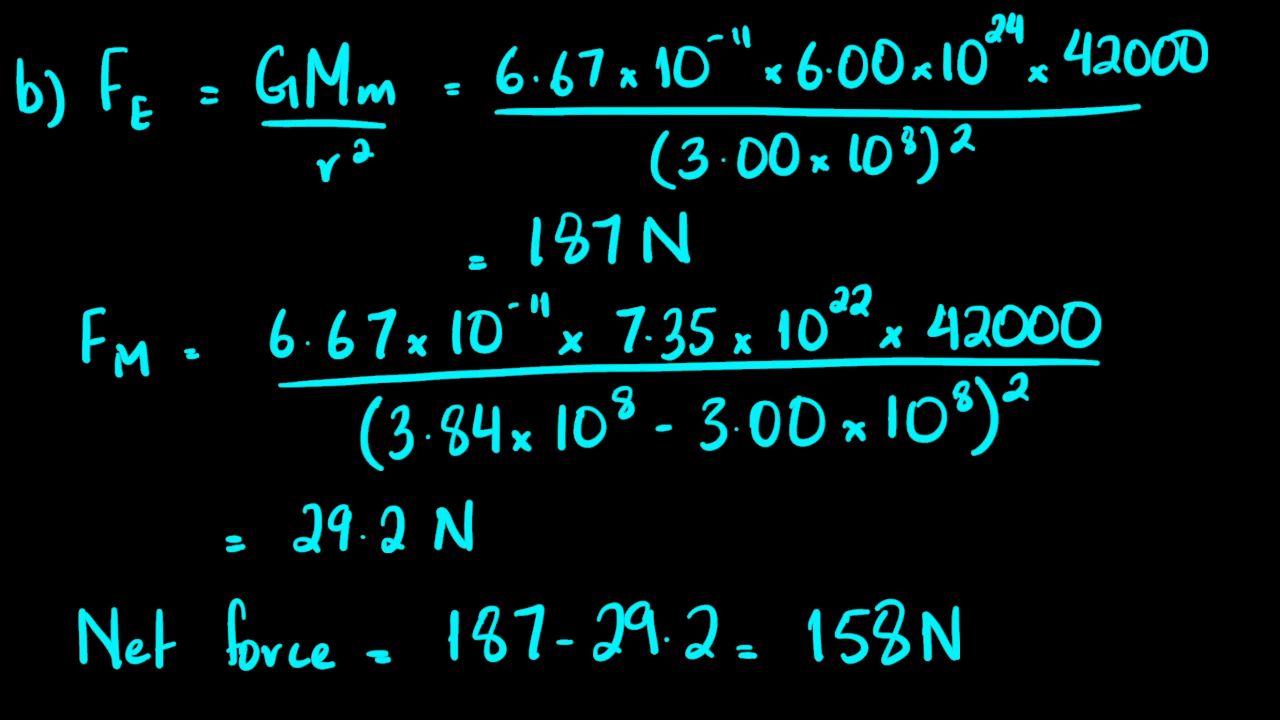 b) F_E = GMm/r² = (6.67 × 10⁻¹¹ × 6.00 × 10²⁴ × 42000)/(3.00 × 10⁸)²
= 187 N
F_M = (6.67 × 10⁻¹¹ × 7.35 × 10²² × 42000)/(3.84 × 10⁸ - 3.00 × 10⁸)²
= 29.2 N
Net force = 187 - 29.2 = 158 N